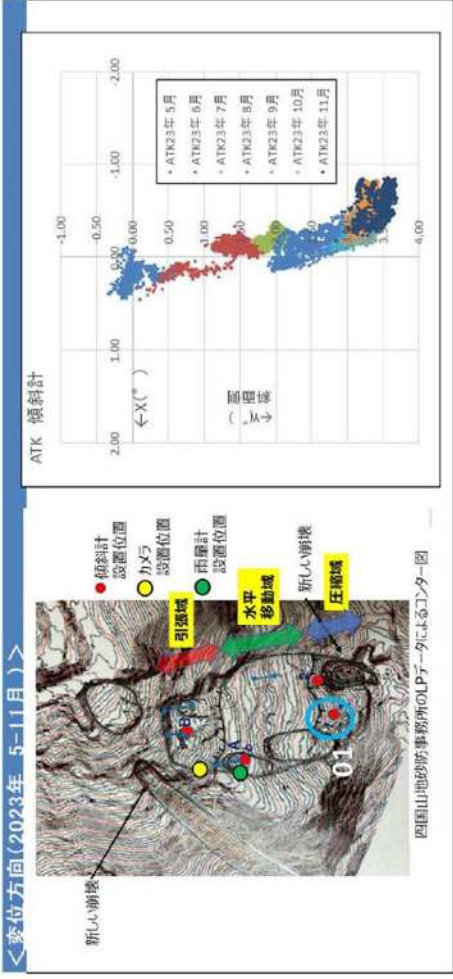 <変位方向(2023年 5-11月)>
新しい崩壊
引張域
水平
移動域
新しい崩壊
圧縮域
B
A
01
傾斜計
設置位置
カメラ
設置位置
雨量計
設置位置
四国山地砂防事務所のLPデータによるコンター図
ATK 傾斜計
-1.00
2.00
1.00
0.00
-1.00
-2.00
0.00
0.50
1.00
4.00
←X(°)
←Y(°)
斜面側
ATK23年 5月
ATK23年 6月
ATK23年 7月
ATK23年 8月
ATK23年 9月
ATK23年 10月
ATK23年 11月